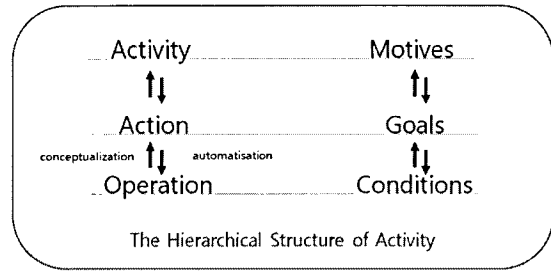 Activity Motives
Action Goals
conceptualization automatisation
Operation Conditions
The Hierarchical Structure of Activity